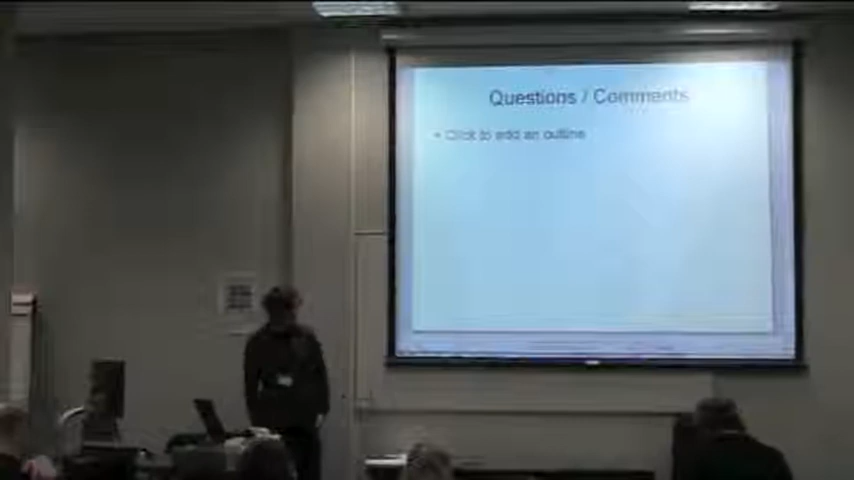 Questions / Comments
• Click to add an outline